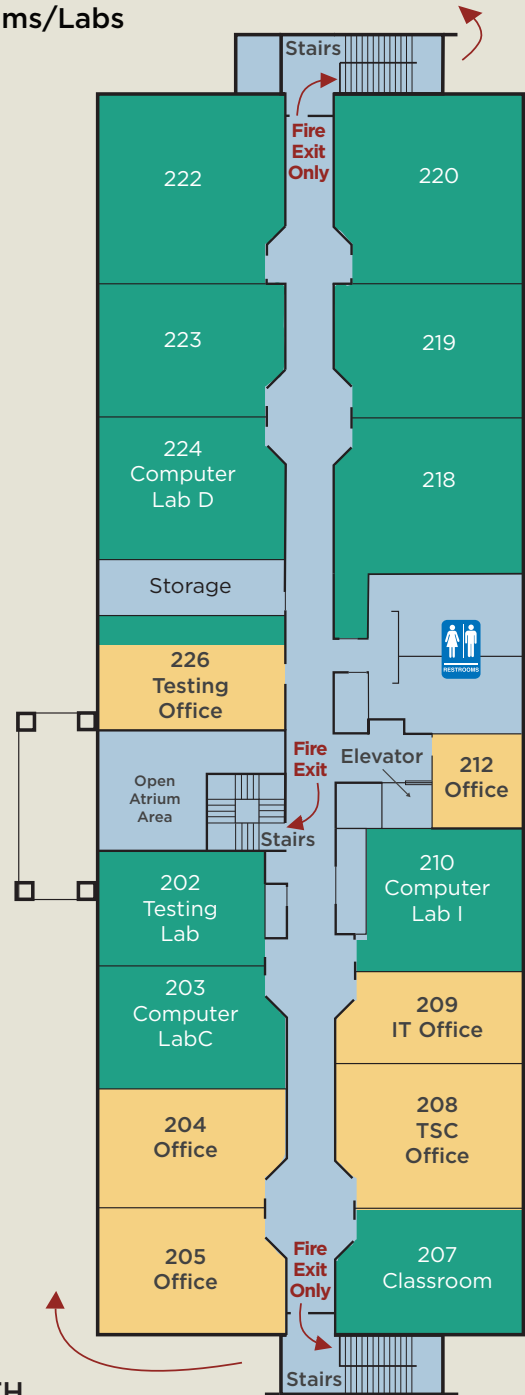 ms/Labs
Stairs
Fire
Exit
Only
222
220
223
219
224
Computer
Lab D
218
Storage
RESTROOMS
226
Testing
Office
Fire
Exit
Elevator
212
Office
Open
Atrium
Area
Stairs
202
Testing
Lab
210
Computer
Lab I
203
Computer
LabC
209
IT Office
204
Office
208
TSC
Office
205
Office
Fire
Exit
Only
207
Classroom
Stairs
TH